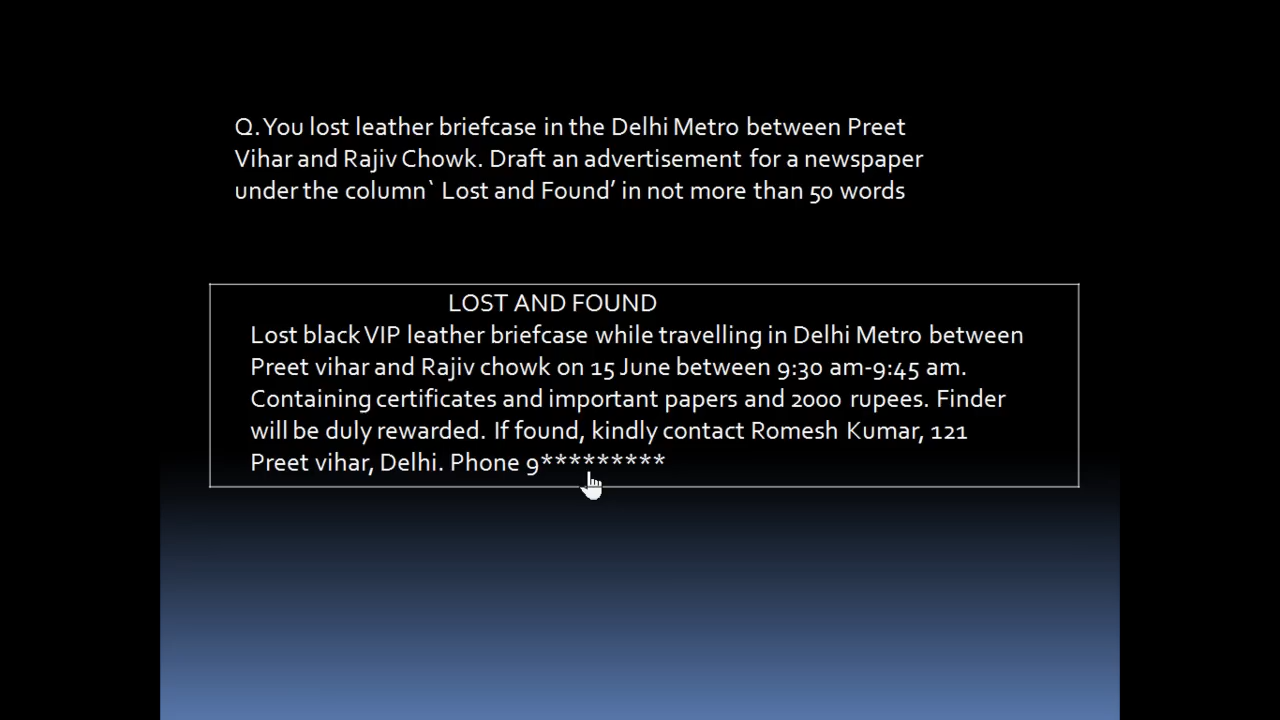 Q. You lost leather briefcase in the Delhi Metro between Preet
Vihar and Rajiv Chowk. Draft an advertisement for a newspaper
under the column` Lost and Found’ in not more than 50 words
LOST AND FOUND
Lost black VIP leather briefcase while travelling in Delhi Metro between
Preet vihar and Rajiv chowk on 15 June between 9:30 am-9:45 am.
Containing certificates and important papers and 2000 rupees. Finder
will be duly rewarded. If found, kindly contact Romesh Kumar, 121
Preet vihar, Delhi. Phone 9*********